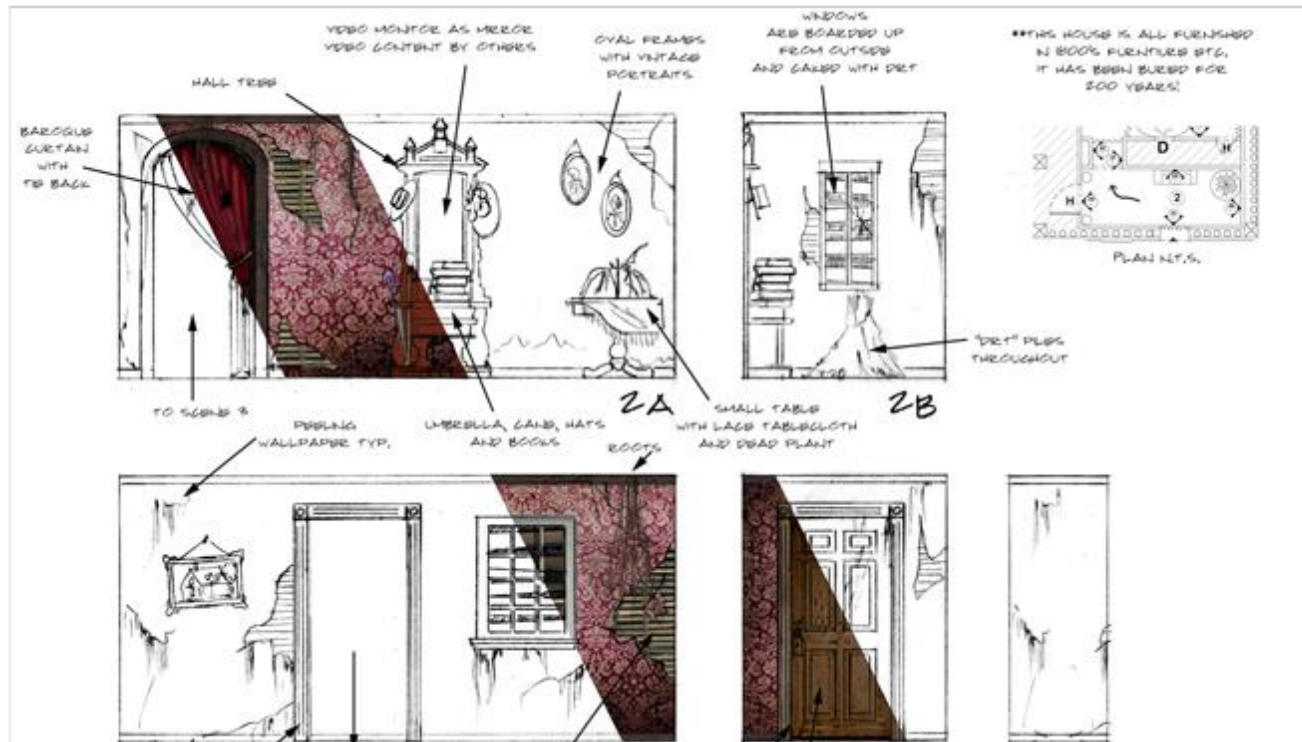 VIDEO MONITOR AS MIRROR
VIDEO CONTENT BY OTHERS
HALL TREE
BAROQUE
CURTAIN
WITH
TIE BACK
OVAL FRAMES
WITH VINTAGE
PORTRAITS
WINDOWS
ARE BOARDED UP
FROM OUTSIDE
AND CAKED WITH DIRT
**THIS HOUSE IS ALL FURNISHED
IN 1800'S FURNITURE ETC.
IT HAS BEEN BURIED FOR
200 YEARS!
D
H
H
2
PLAN N.T.S.
"DIRT" PILES
THROUGHOUT
2A
2B
TO SCENE 3
UMBRELLA, CANE, HATS
AND BOOKS
SMALL TABLE
WITH LACE TABLECLOTH
AND DEAD PLANT
PEELING
WALLPAPER TYP.
ROOTS